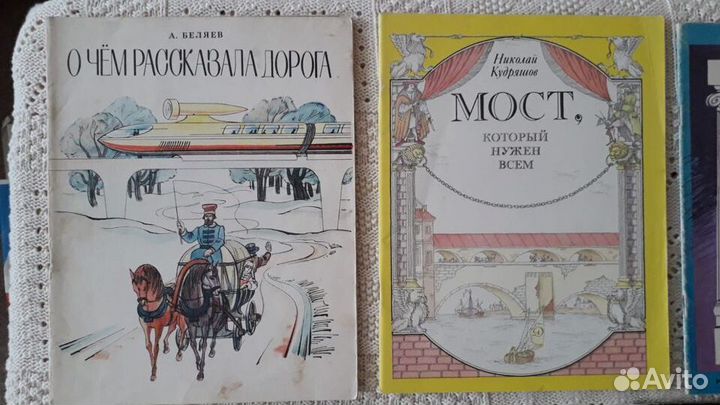 А. БЕЛЯЕВ
О ЧЁМ РАССКАЗАЛА ДОРОГА
Николай
Кудряшов
МОСТ,
КОТОРЫЙ
НУЖЕН
ВСЕМ
Avito